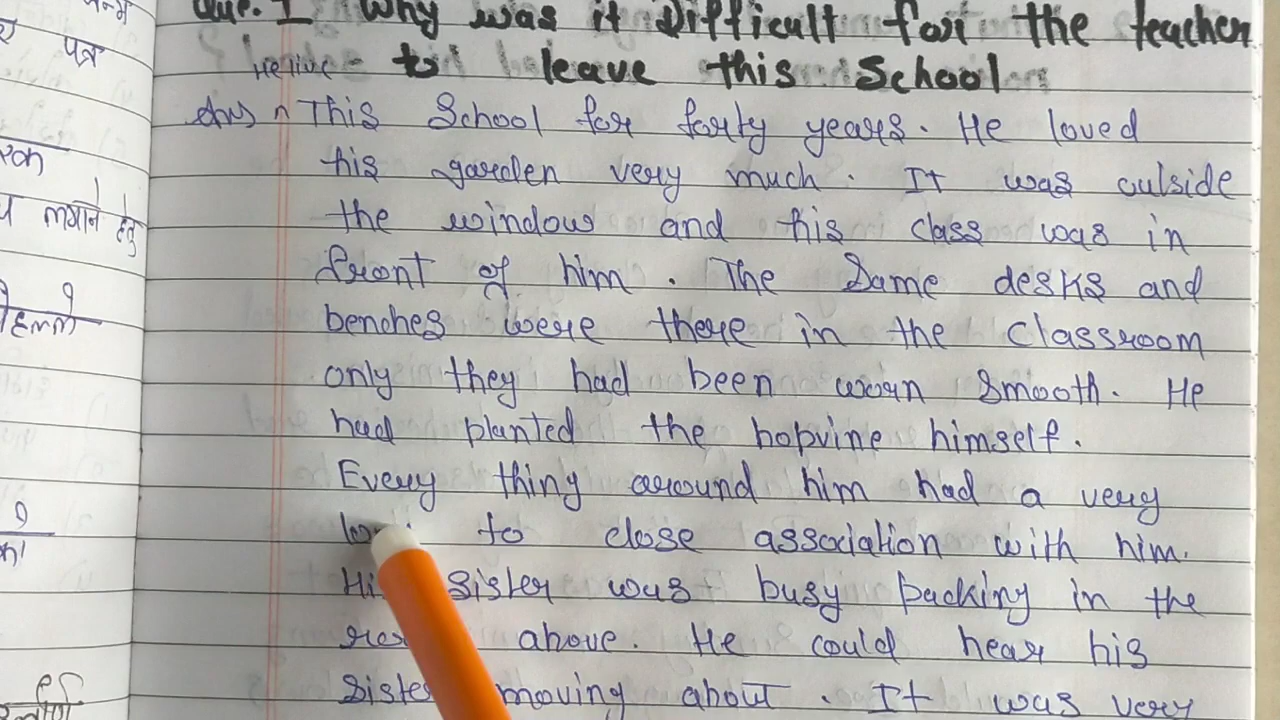 न्म
पत्र
लगाने हेतु
Que. I Why was it Difficult for the teacher
to leave this School
He live
Ans This School for forty years. He loved
his garden very much. It was outside
the window and his class was in
front of him. The Same desks and
benches were there in the Classroom
only they had been worn Smooth. He
had planted the hopvine himself.
Every thing around him had a very
to close association with him.
Sister was busy packing in the
above. He could hear his
Sister moving about. It was very